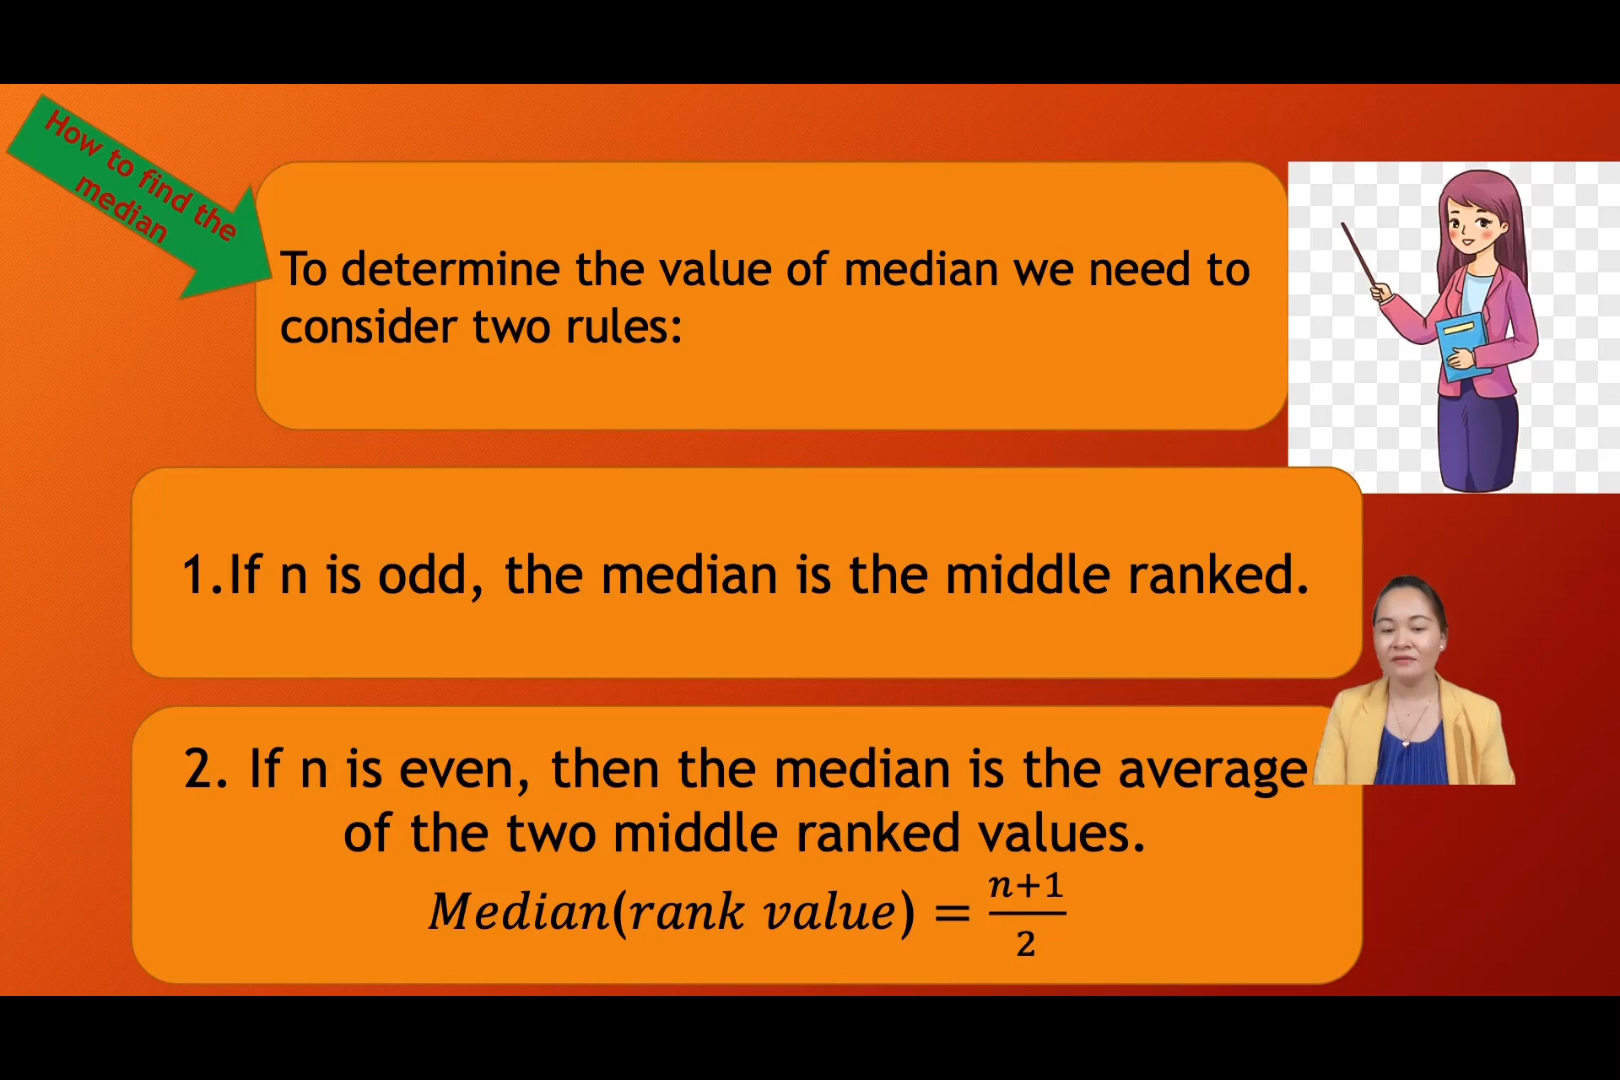 How to find the
median
To determine the value of median we need to
consider two rules:
1.If n is odd, the median is the middle ranked.
2. If n is even, then the median is the average
of the two middle ranked values.
Median(rank value) = n+1/2